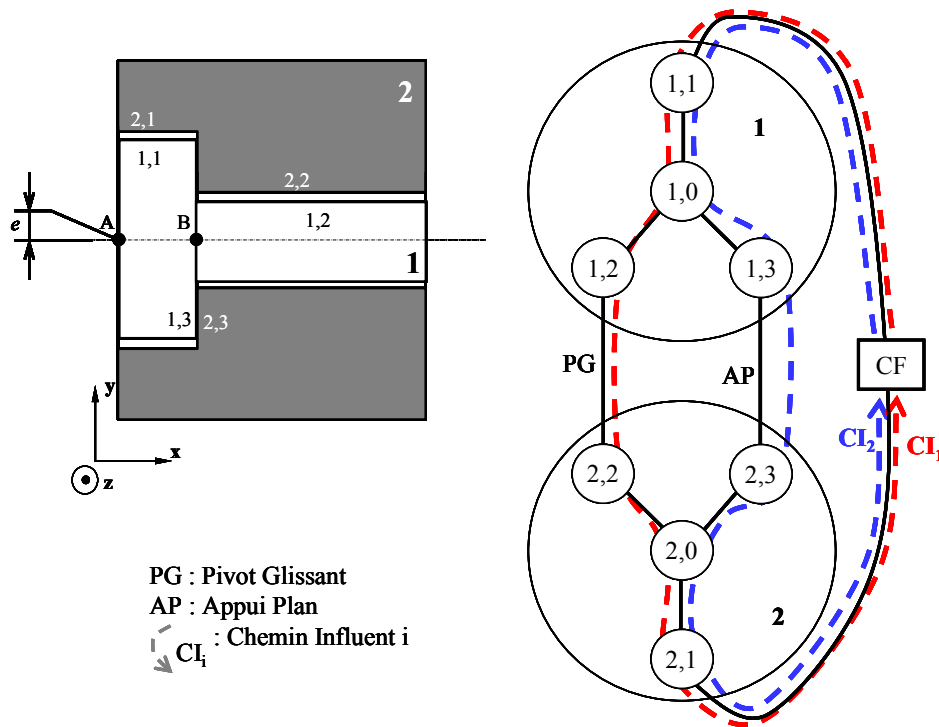 2
2,1
1,1
2,2
A
B
1,2
e
1
1,3
2,3
y
x
z
PG : Pivot Glissant
AP : Appui Plan
CIi : Chemin Influent i
1,1
1
1,0
1,2
1,3
PG
AP
CF
CI2
CI1
2,2
2,3
2,0
2
2,1